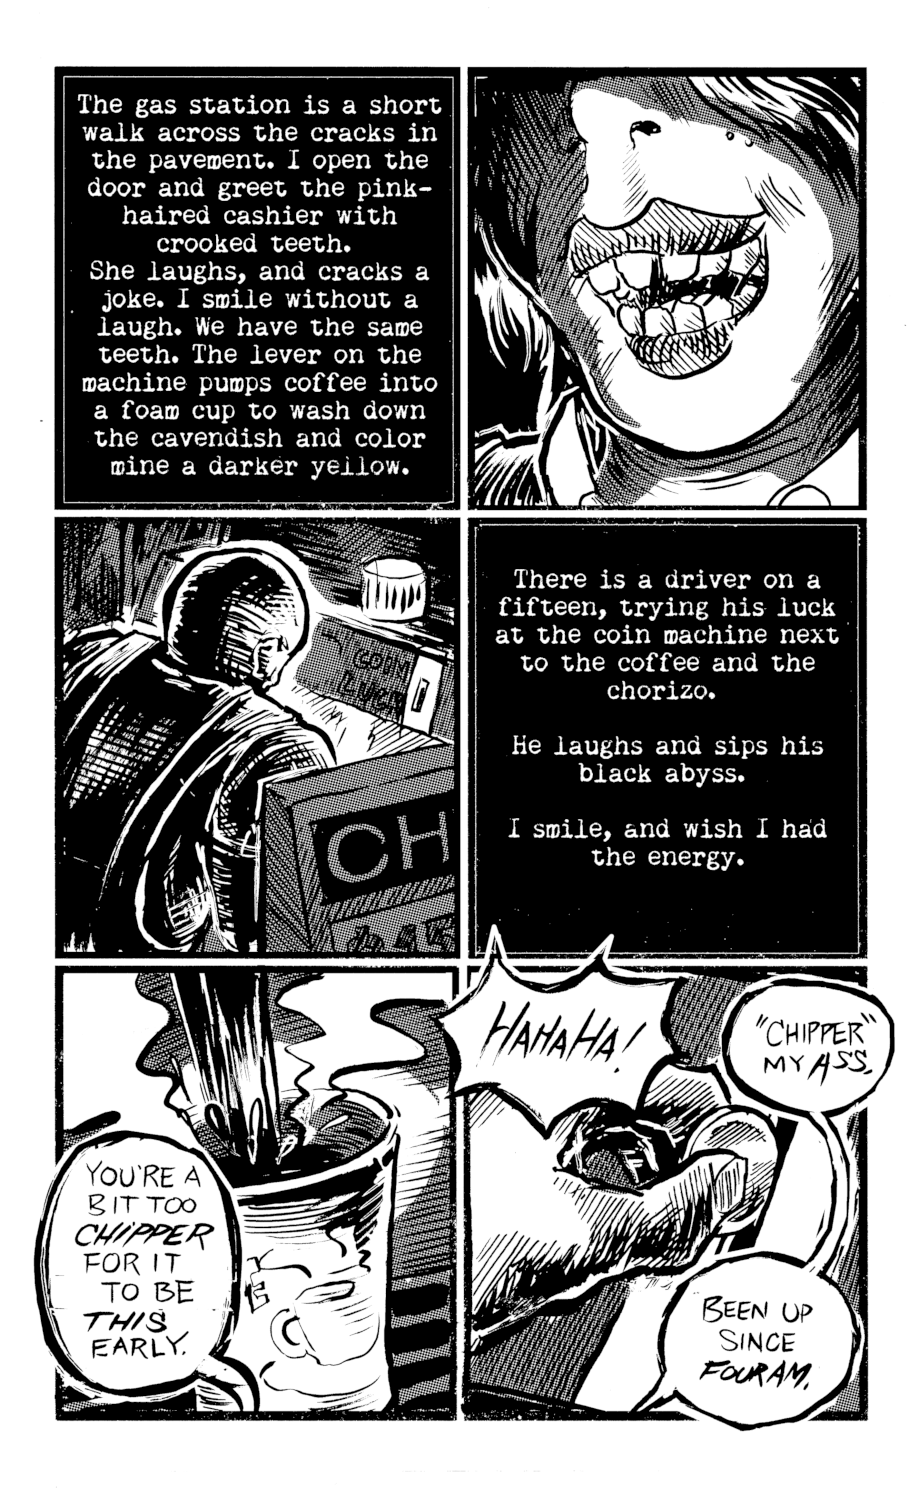 The gas station is a short
walk across the cracks in
the pavement. I open the
door and greet the pink-
haired cashier with
crooked teeth.
She laughs, and cracks a
joke. I smile without a
laugh. We have the same
teeth. The lever on the
machine pumps coffee into
a foam cup to wash down
the cavendish and color
mine a darker yellow.
CH
There is a driver on a
fifteen, trying his luck
at the coin machine next
to the coffee and the
chorizo.
He laughs and sips his
black abyss.
I smile, and wish I had
the energy.
YOU'RE A
BIT TOO
CHIPPER
FOR IT
TO BE
THIS
EARLY.
HAHAHA!
"CHIPPER"
MY ASS.
BEEN UP
SINCE
FOUR AM.